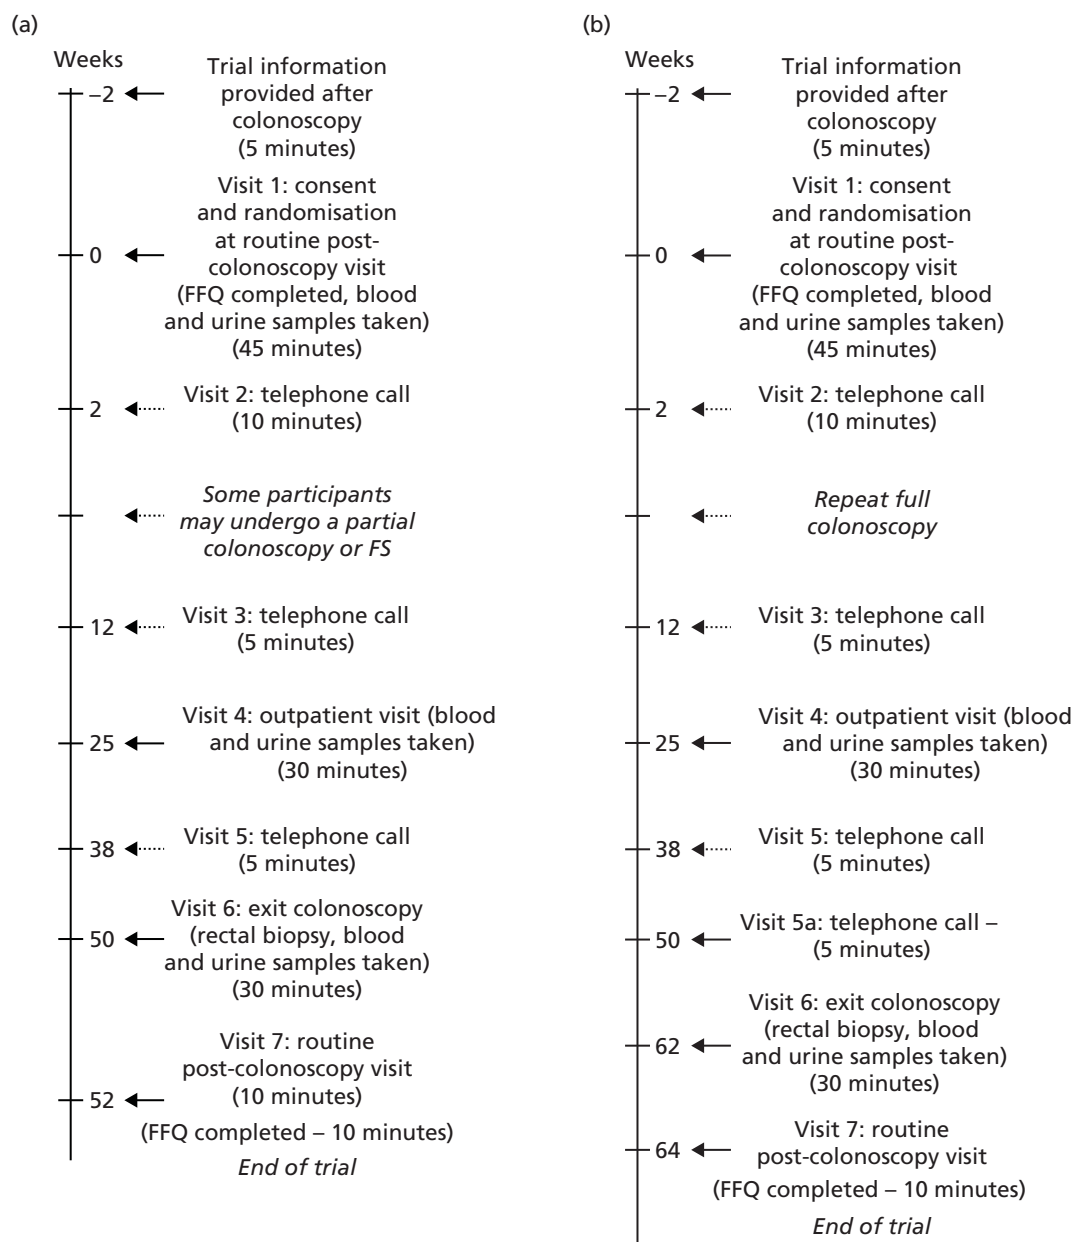 (a)
Weeks
–2
Trial information
provided after
colonoscopy
(5 minutes)
0
Visit 1: consent
and randomisation
at routine post-
colonoscopy visit
(FFQ completed, blood
and urine samples taken)
(45 minutes)
2
Visit 2: telephone call
(10 minutes)
Some participants
may undergo a partial
colonoscopy or FS
12
Visit 3: telephone call
(5 minutes)
25
Visit 4: outpatient visit (blood
and urine samples taken)
(30 minutes)
38
Visit 5: telephone call
(5 minutes)
50
Visit 6: exit colonoscopy
(rectal biopsy, blood
and urine samples taken)
(30 minutes)
52
Visit 7: routine
post-colonoscopy visit
(10 minutes)
(FFQ completed – 10 minutes)
End of trial
(b)
Weeks
–2
Trial information
provided after
colonoscopy
(5 minutes)
0
Visit 1: consent
and randomisation
at routine post-
colonoscopy visit
(FFQ completed, blood
and urine samples taken)
(45 minutes)
2
Visit 2: telephone call
(10 minutes)
Repeat full
colonoscopy
12
Visit 3: telephone call
(5 minutes)
25
Visit 4: outpatient visit (blood
and urine samples taken)
(30 minutes)
38
Visit 5: telephone call
(5 minutes)
50
Visit 5a: telephone call –
(5 minutes)
62
Visit 6: exit colonoscopy
(rectal biopsy, blood
and urine samples taken)
(30 minutes)
64
Visit 7: routine
post-colonoscopy visit
(FFQ completed – 10 minutes)
End of trial